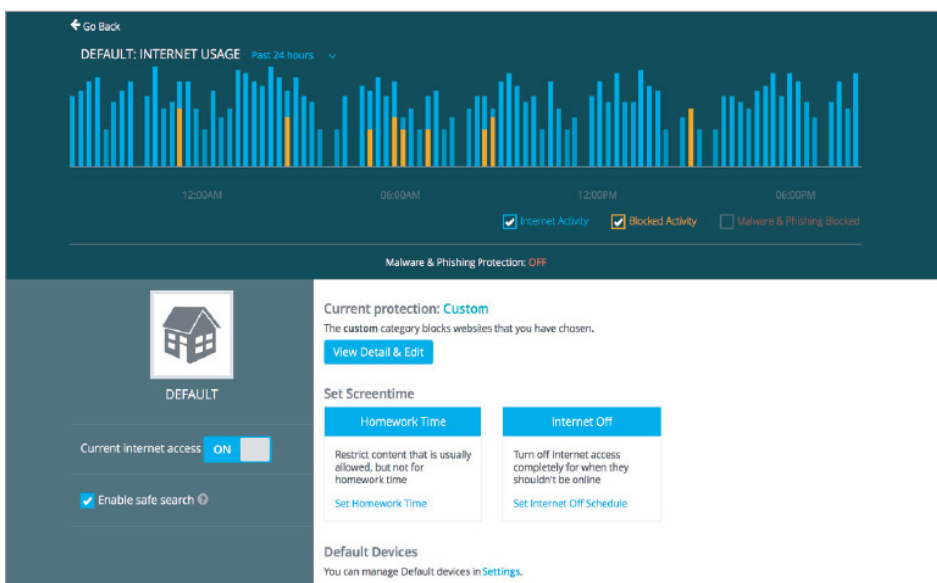 Go Back
DEFAULT: INTERNET USAGE Past 24 hours
12:00AM 06:00AM 12:00PM 06:00PM
Internet Activity Blocked Activity Malware & Phishing Blocked
Malware & Phishing Protection: OFF
DEFAULT
Current internet access ON
Enable safe search ?
Current protection: Custom
The custom category blocks websites that you have chosen.
View Detail & Edit
Set Screentime
Homework Time
Restrict content that is usually
allowed, but not for
homework time
Set Homework Time
Internet Off
Turn off Internet access
completely for when they
shouldn't be online
Set Internet Off Schedule
Default Devices
You can manage Default devices in Settings.